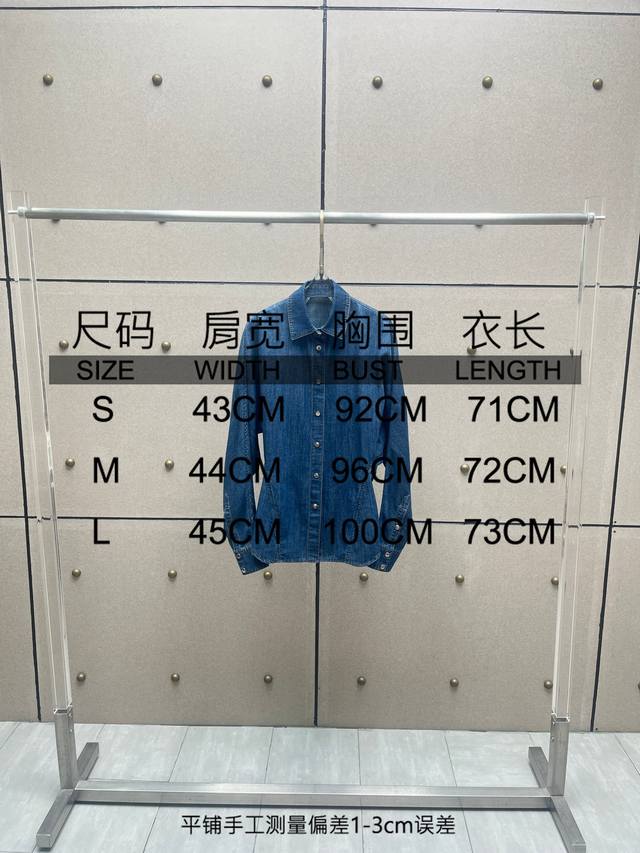 尺码 肩宽 胸围 衣长
SIZE WIDTH BUST LENGTH
S 43CM 92CM 71CM
M 44CM 96CM 72CM
L 45CM 100CM 73CM
平铺手工测量偏差1-3cm误差